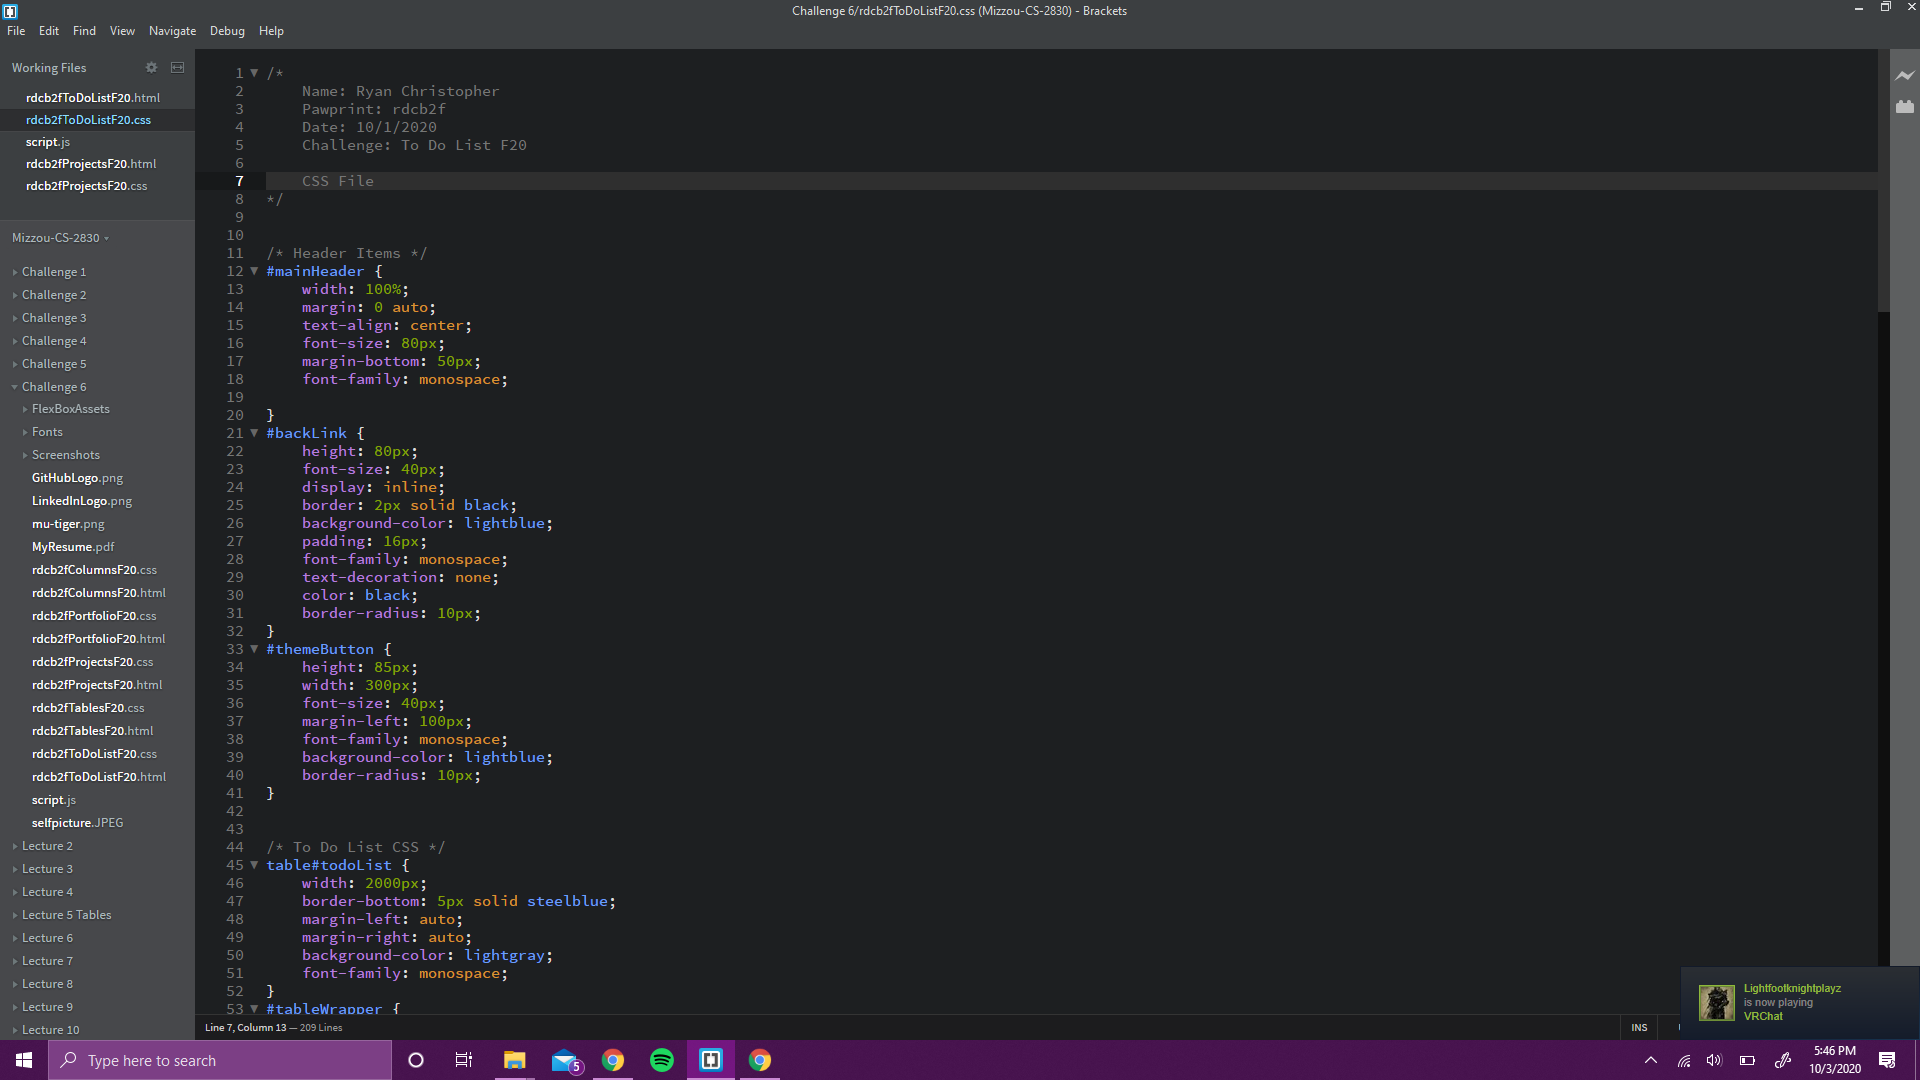 Challenge 6/rdcb2fToDoListF20.css (Mizzou-CS-2830) - Brackets
File Edit Find View Navigate Debug Help
Working Files
rdcb2fToDoListF20.html
rdcb2fToDoListF20.css
script.js
rdcb2fProjectsF20.html
rdcb2fProjectsF20.css
Mizzou-CS-2830
Challenge 1
Challenge 2
Challenge 3
Challenge 4
Challenge 5
Challenge 6
FlexBoxAssets
Fonts
Screenshots
GitHubLogo.png
LinkedInLogo.png
mu-tiger.png
MyResume.pdf
rdcb2fColumnsF20.css
rdcb2fColumnsF20.html
rdcb2fPortfolioF20.css
rdcb2fPortfolioF20.html
rdcb2fProjectsF20.css
rdcb2fProjectsF20.html
rdcb2fTablesF20.css
rdcb2fTablesF20.html
rdcb2fToDoListF20.css
rdcb2fToDoListF20.html
script.js
selfpicture.JPEG
Lecture 2
Lecture 3
Lecture 4
Lecture 5 Tables
Lecture 6
Lecture 7
Lecture 8
Lecture 9
Lecture 10
1 /*
2 Name: Ryan Christopher
3 Pawprint: rdcb2f
4 Date: 10/1/2020
5 Challenge: To Do List F20
6
7 CSS File
8 */
9
10
11 /* Header Items */
12 #mainHeader {
13 width: 100%;
14 margin: 0 auto;
15 text-align: center;
16 font-size: 80px;
17 margin-bottom: 50px;
18 font-family: monospace;
19
20 }
21 #backLink {
22 height: 80px;
23 font-size: 40px;
24 display: inline;
25 border: 2px solid black;
26 background-color: lightblue;
27 padding: 16px;
28 font-family: monospace;
29 text-decoration: none;
30 color: black;
31 border-radius: 10px;
32 }
33 #themeButton {
34 height: 85px;
35 width: 300px;
36 font-size: 40px;
37 margin-left: 100px;
38 font-family: monospace;
39 background-color: lightblue;
40 border-radius: 10px;
41 }
42
43
44 /* To Do List CSS */
45 table#todoList {
46 width: 2000px;
47 border-bottom: 5px solid steelblue;
48 margin-left: auto;
49 margin-right: auto;
50 background-color: lightgray;
51 font-family: monospace;
52 }
53 #tableWrapper {
Line 7, Column 13 — 209 Lines
INS
Lightfootknightplayz
is now playing
VRChat
Type here to search
5
5:46 PM
10/3/2020